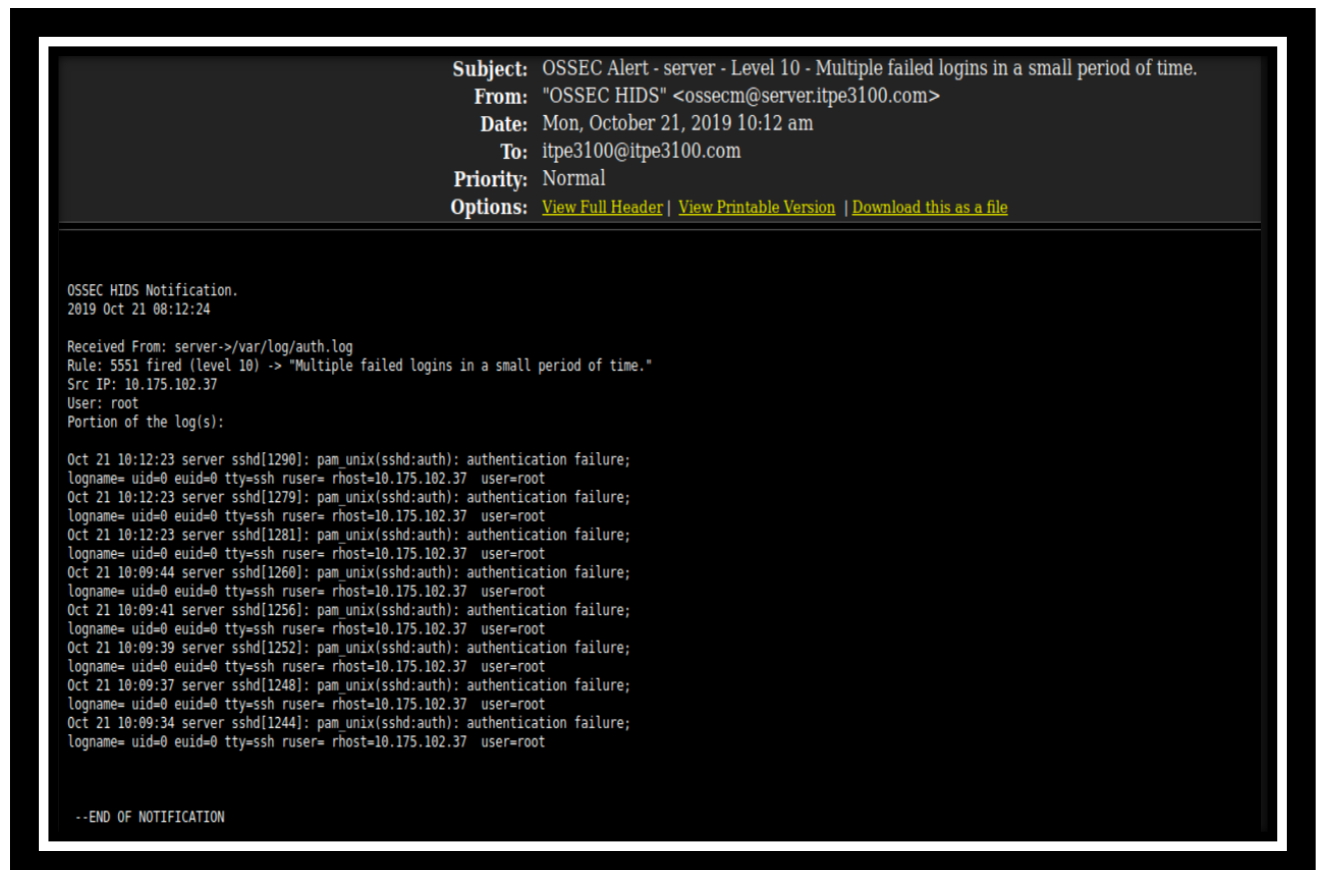 Subject: OSSEC Alert - server - Level 10 - Multiple failed logins in a small period of time.
From: "OSSEC HIDS" <ossecm@server.itpe3100.com>
Date: Mon, October 21, 2019 10:12 am
To: itpe3100@itpe3100.com
Priority: Normal
Options: View Full Header | View Printable Version | Download this as a file
OSSEC HIDS Notification.
2019 Oct 21 08:12:24
Received From: server->/var/log/auth.log
Rule: 5551 fired (level 10) -> "Multiple failed logins in a small period of time."
Src IP: 10.175.102.37
User: root
Portion of the log(s):
Oct 21 10:12:23 server sshd[1290]: pam_unix(sshd:auth): authentication failure;
logname= uid=0 euid=0 tty=ssh ruser= rhost=10.175.102.37  user=root
Oct 21 10:12:23 server sshd[1279]: pam_unix(sshd:auth): authentication failure;
logname= uid=0 euid=0 tty=ssh ruser= rhost=10.175.102.37  user=root
Oct 21 10:12:23 server sshd[1281]: pam_unix(sshd:auth): authentication failure;
logname= uid=0 euid=0 tty=ssh ruser= rhost=10.175.102.37  user=root
Oct 21 10:09:44 server sshd[1260]: pam_unix(sshd:auth): authentication failure;
logname= uid=0 euid=0 tty=ssh ruser= rhost=10.175.102.37  user=root
Oct 21 10:09:41 server sshd[1256]: pam_unix(sshd:auth): authentication failure;
logname= uid=0 euid=0 tty=ssh ruser= rhost=10.175.102.37  user=root
Oct 21 10:09:39 server sshd[1252]: pam_unix(sshd:auth): authentication failure;
logname= uid=0 euid=0 tty=ssh ruser= rhost=10.175.102.37  user=root
Oct 21 10:09:37 server sshd[1248]: pam_unix(sshd:auth): authentication failure;
logname= uid=0 euid=0 tty=ssh ruser= rhost=10.175.102.37  user=root
Oct 21 10:09:34 server sshd[1244]: pam_unix(sshd:auth): authentication failure;
logname= uid=0 euid=0 tty=ssh ruser= rhost=10.175.102.37  user=root
--END OF NOTIFICATION